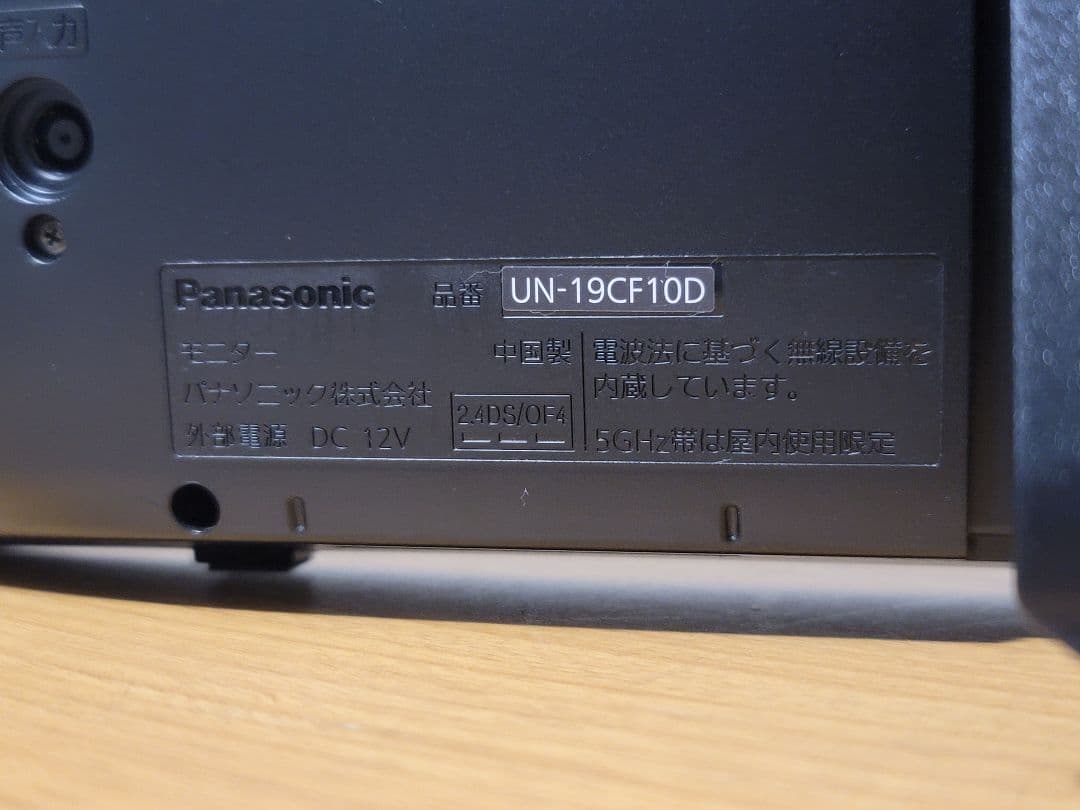 声入力
Panasonic 品番 UN-19CF10D
モニター 中国製
パナソニック株式会社
外部電源 DC 12V
2.4DS/OF4
電波法に基づく無線設備を
内蔵しています。
5GHz帯は屋内使用限定